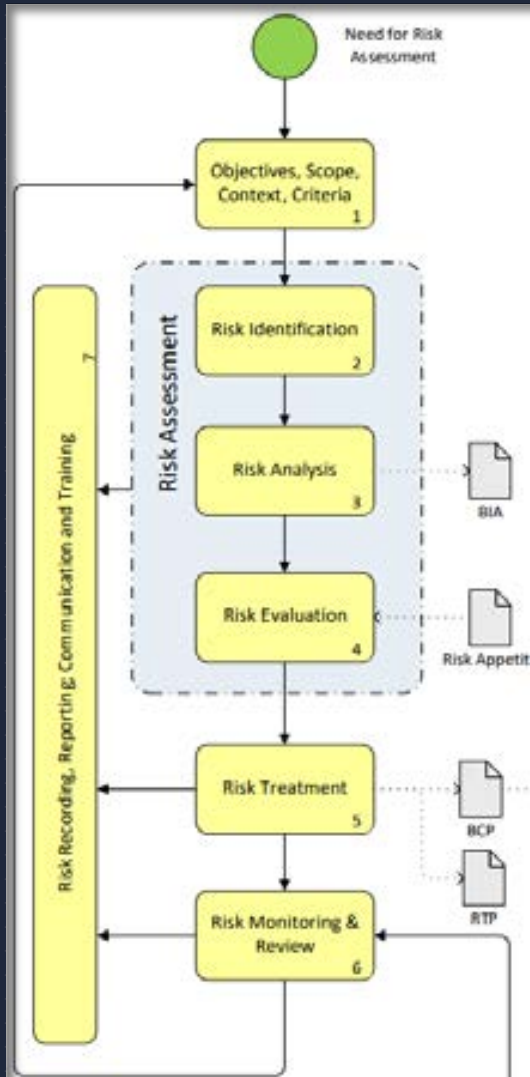 Need for Risk
Assessment
Objectives, Scope,
Context, Criteria
1
Risk Assessment
Risk Identification
2
Risk Analysis
3
BIA
Risk Evaluation
4
Risk Appetit
Risk Treatment
5
BCP
RTP
Risk Monitoring &
Review
6
Risk Recording, Reporting, Communication and Training
7